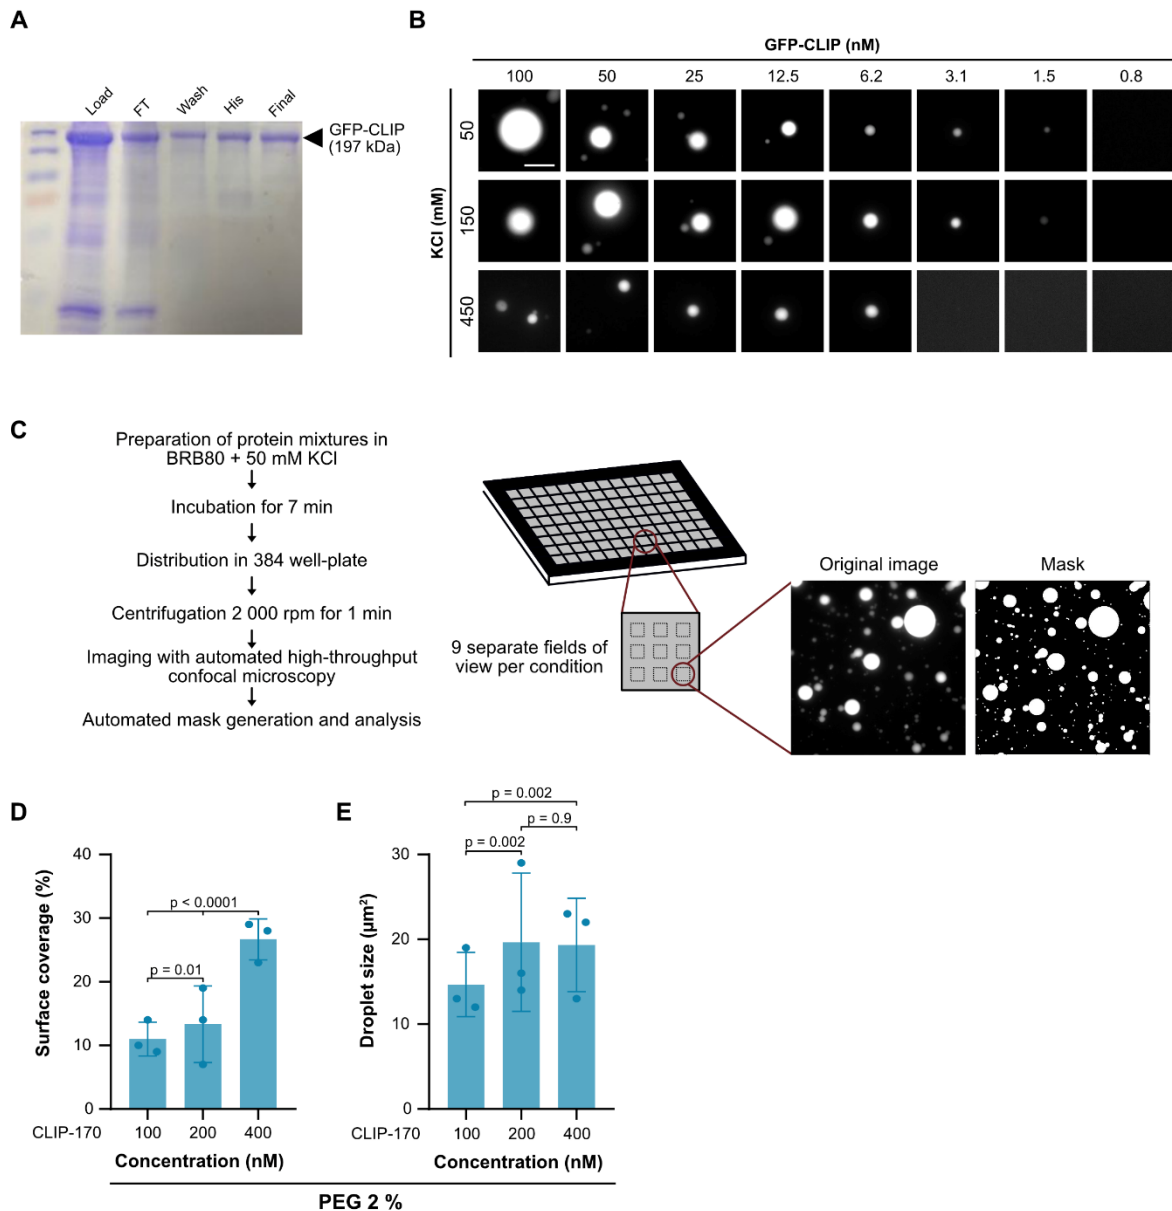 A
Load
FT
Wash
His
Final
GFP-CLIP
(197 kDa)
B
GFP-CLIP (nM)
100 50 25 12.5 6.2 3.1 1.5 0.8
KCl (mM)
50
150
450
C
Preparation of protein mixtures in
BRB80 + 50 mM KCl
Incubation for 7 min
Distribution in 384 well-plate
Centrifugation 2 000 rpm for 1 min
Imaging with automated high-throughput
confocal microscopy
Automated mask generation and analysis
9 separate fields of
view per condition
Original image
Mask
D
Surface coverage (%)
40
30
20
10
0
p < 0.0001
p = 0.01
CLIP-170 100 200 400
Concentration (nM)
E
Droplet size (µm²)
30
20
10
0
p = 0.002
p = 0.9
p = 0.002
CLIP-170 100 200 400
Concentration (nM)
PEG 2 %